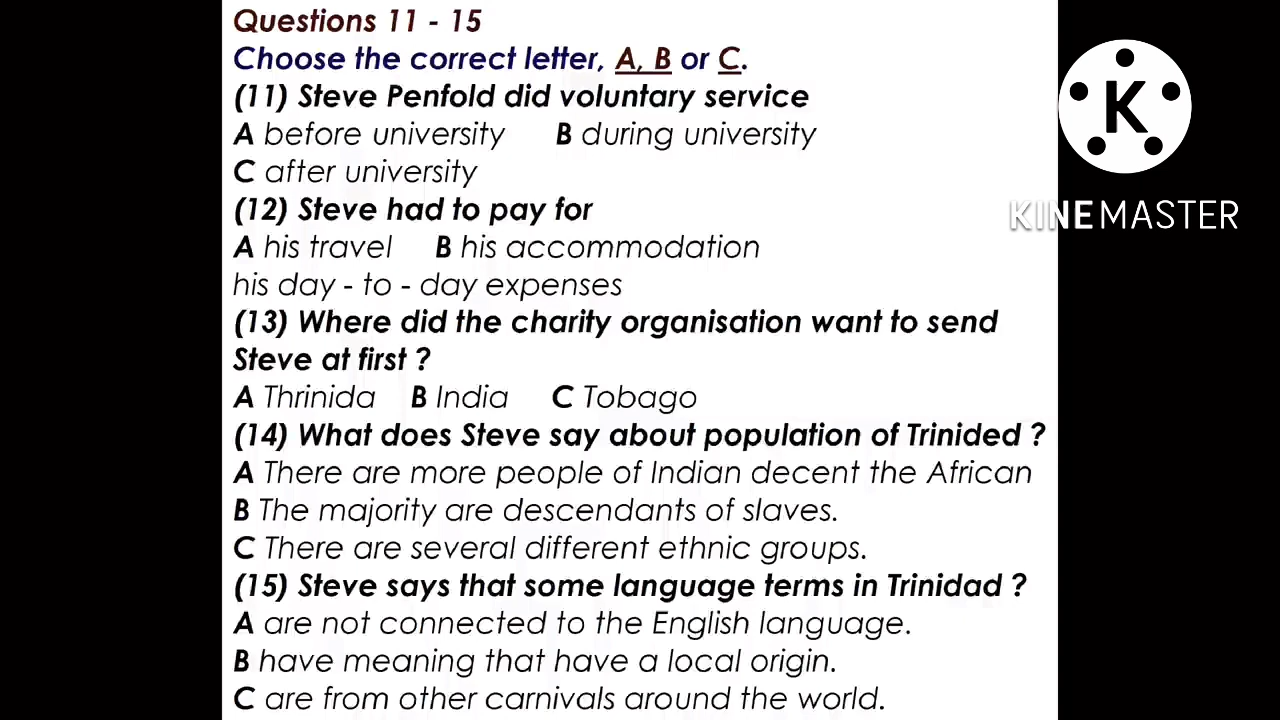 Questions 11 - 15
Choose the correct letter, A, B or C.
(11) Steve Penfold did voluntary service
A before university B during university
C after university
(12) Steve had to pay for
A his travel B his accommodation
his day - to - day expenses
(13) Where did the charity organisation want to send
Steve at first ?
A Thrinida B India C Tobago
(14) What does Steve say about population of Trinided ?
A There are more people of Indian decent the African
B The majority are descendants of slaves.
C There are several different ethnic groups.
(15) Steve says that some language terms in Trinidad ?
A are not connected to the English language.
B have meaning that have a local origin.
C are from other carnivals around the world.
K
KINEMASTER